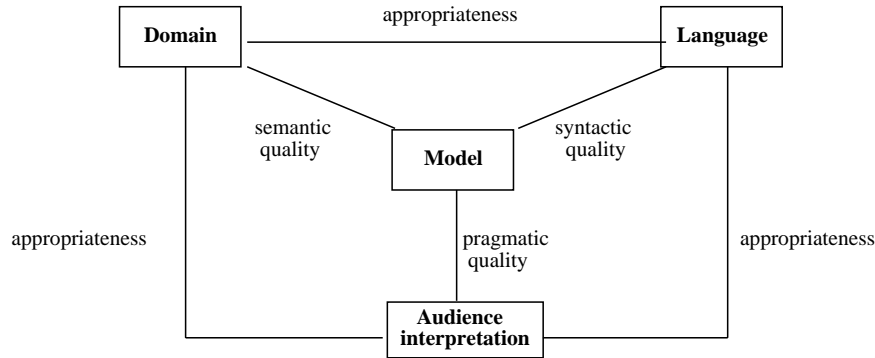 appropriateness
Domain
Language
semantic
quality
syntactic
quality
Model
appropriateness
pragmatic
quality
appropriateness
Audience
interpretation